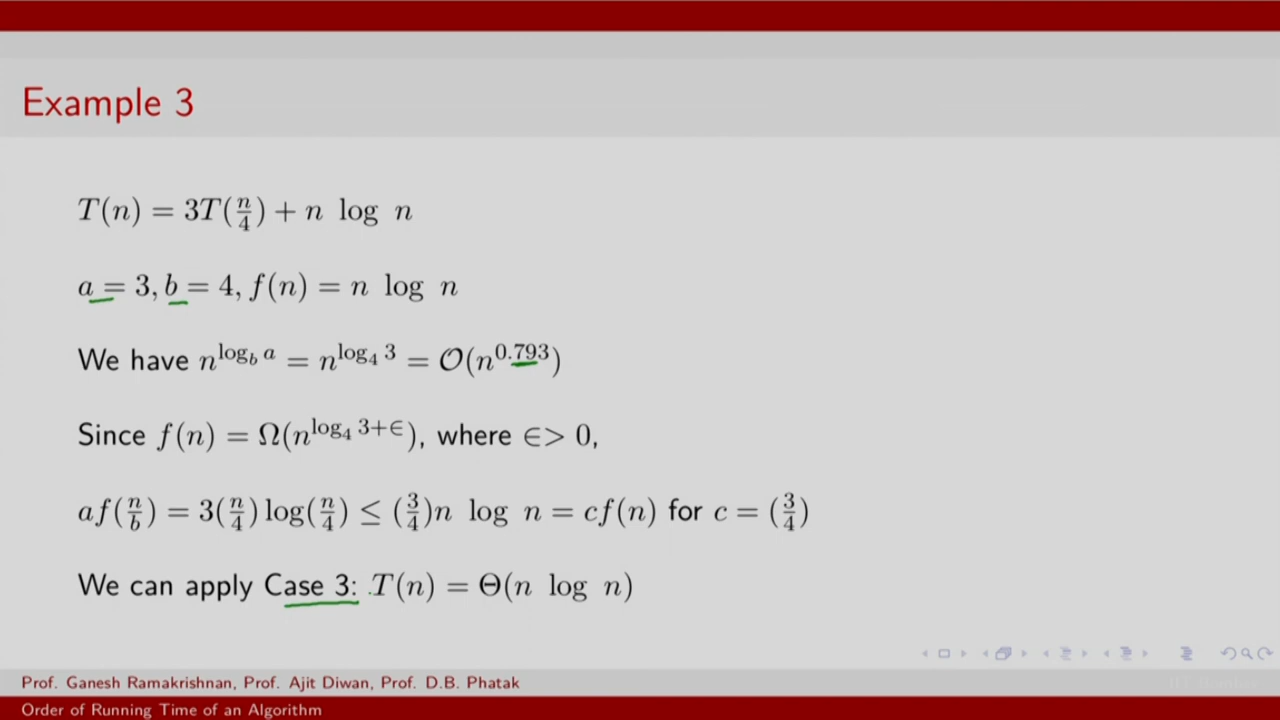 Example 3
T(n) = 3T(n/4) + n log n
a = 3, b = 4, f(n) = n log n
We have n^{log_b a} = n^{log_4 3} = O(n^{0.793})
Since f(n) = Ω(n^{log_4 3+∈}), where ∈> 0,
af(n/b) = 3(n/4) log(n/4) ≤ (3/4)n log n = cf(n) for c = (3/4)
We can apply Case 3: T(n) = Θ(n log n)
Prof. Ganesh Ramakrishnan, Prof. Ajit Diwan, Prof. D.B. Phatak
Order of Running Time of an Algorithm